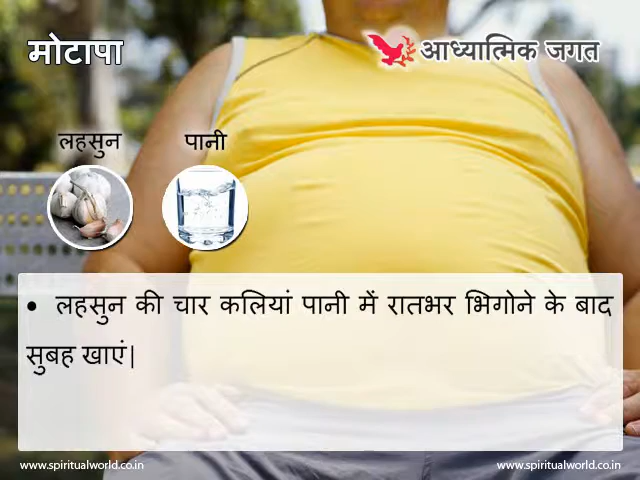 मोटापा
आध्यात्मिक जगत
लहसुन
पानी
• लहसुन की चार कलियां पानी में रातभर भिगोने के बाद
सुबह खाएं|
www.spiritualworld.co.in
www.spiritualworld.co.in